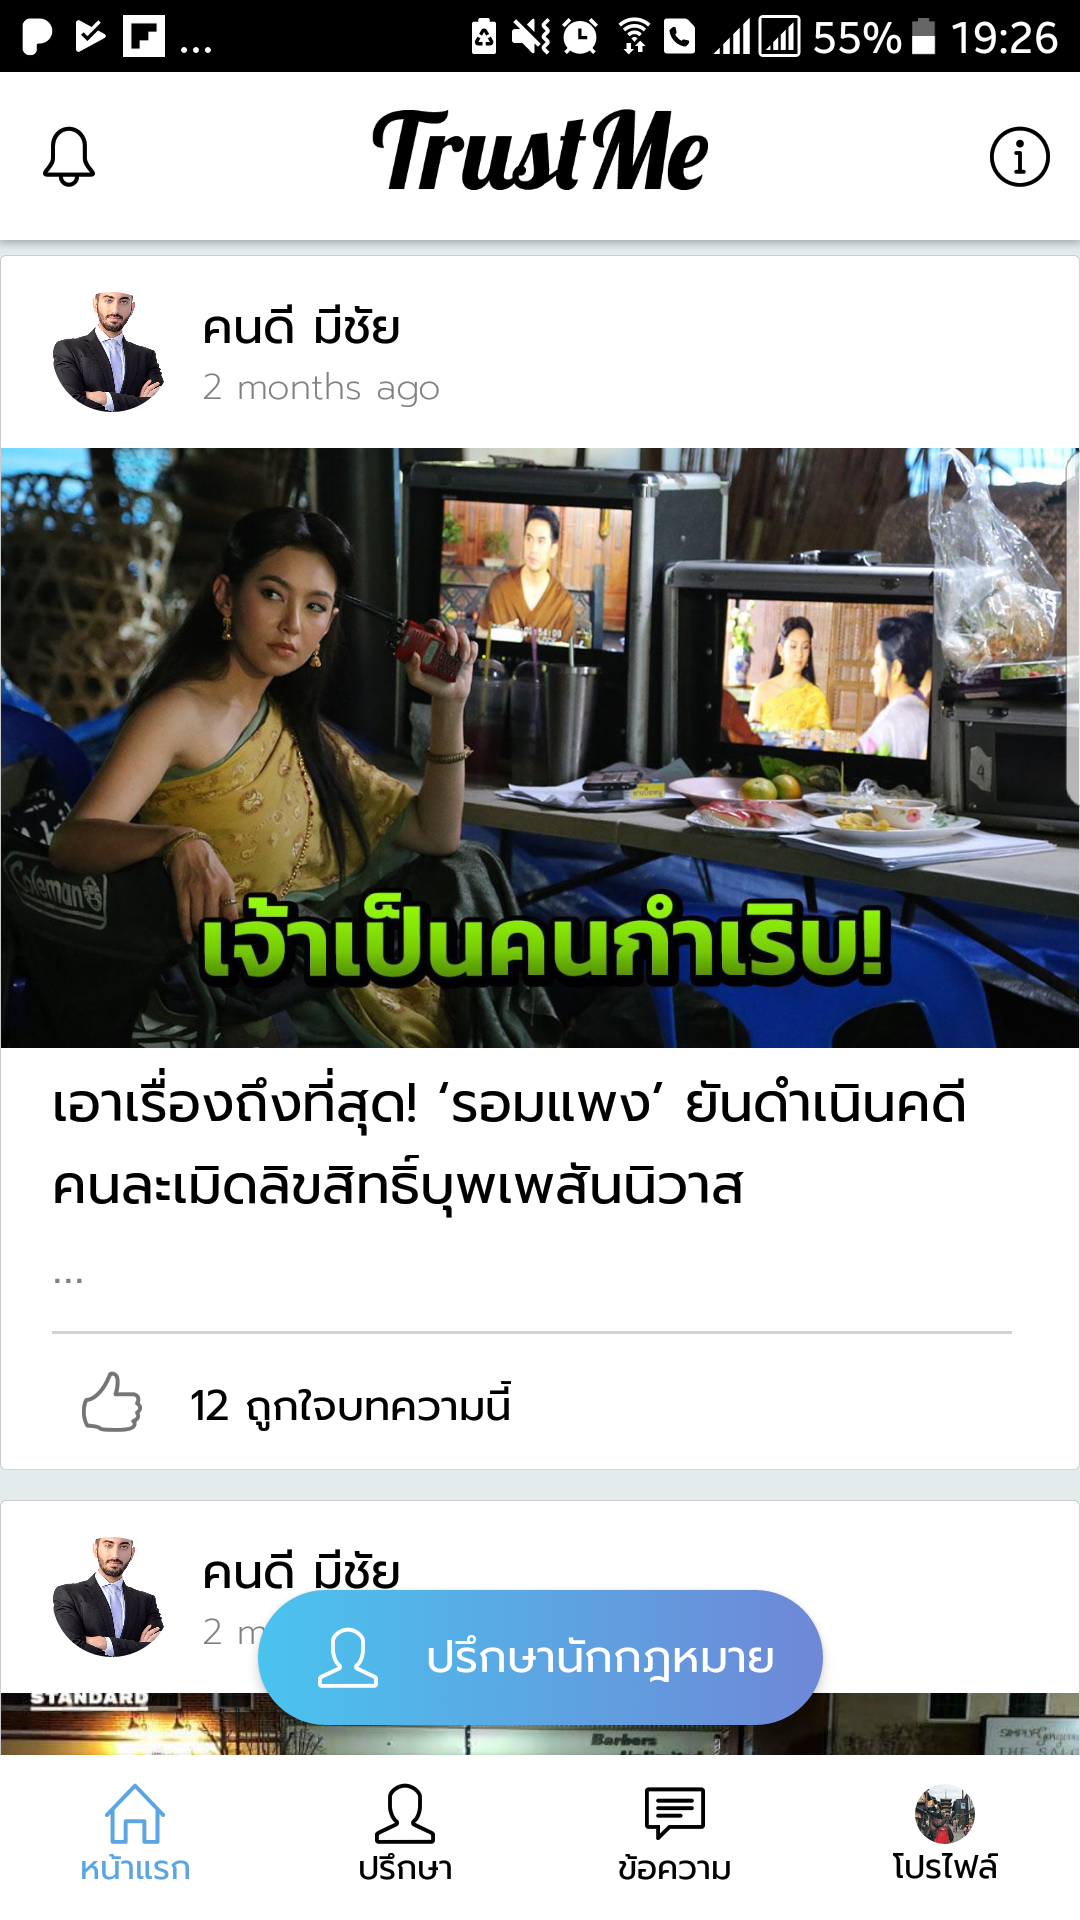 ... 55% 19:26
TrustMe
คนดี มีชัย
2 months ago
4
Coleman
เจ้าเป็นคนกำเริบ!
เอาเรื่องถึงที่สุด! ‘รอมแพง’ ยันดำเนินคดี
คนละเมิดลิขสิทธิ์บุพเพสันนิวาส
...
12 ถูกใจบทความนี้
คนดี มีชัย
2 m
ปรึกษานักกฎหมาย
STANDARD
Barbers
หน้าแรก
ปรึกษา
ข้อความ
โปรไฟล์